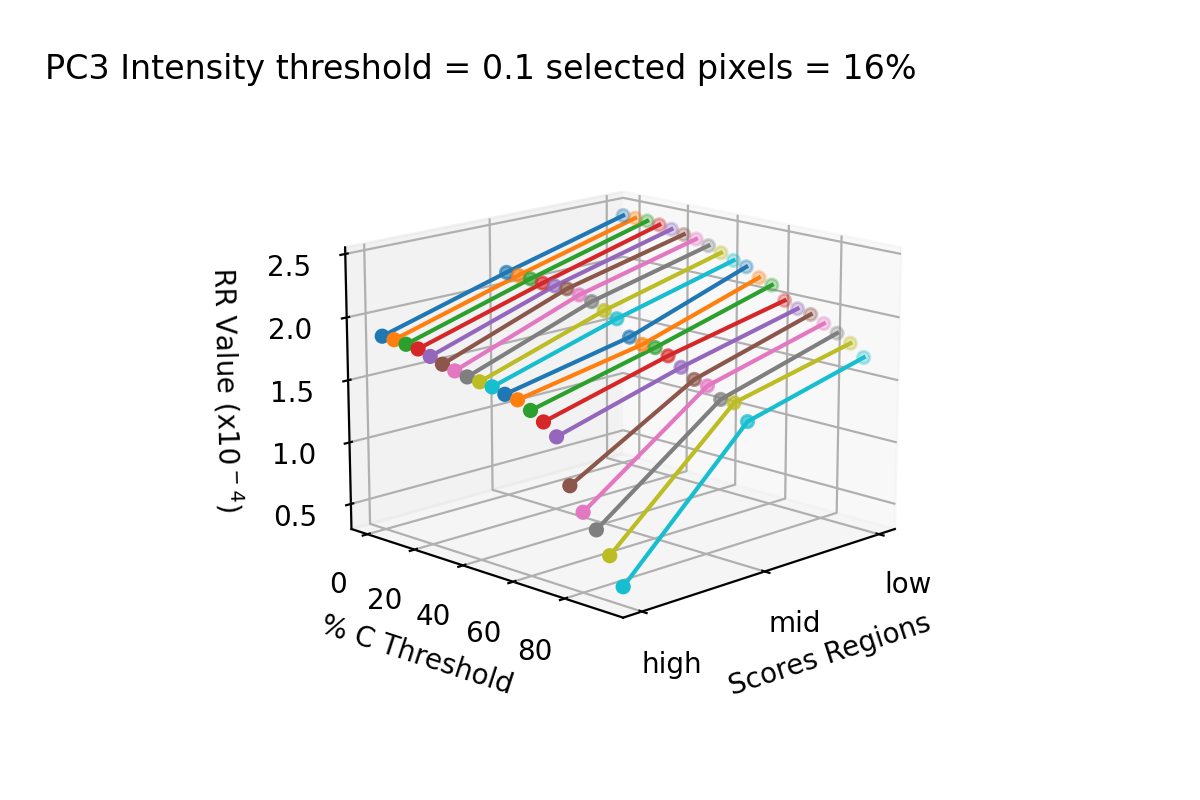 PC3 Intensity threshold = 0.1 selected pixels = 16%
2.5
2.0
1.5
1.0
0.5
RR Value (x10⁻⁴)
0
20
40
60
80
% C Threshold
low
mid
high
Scores Regions